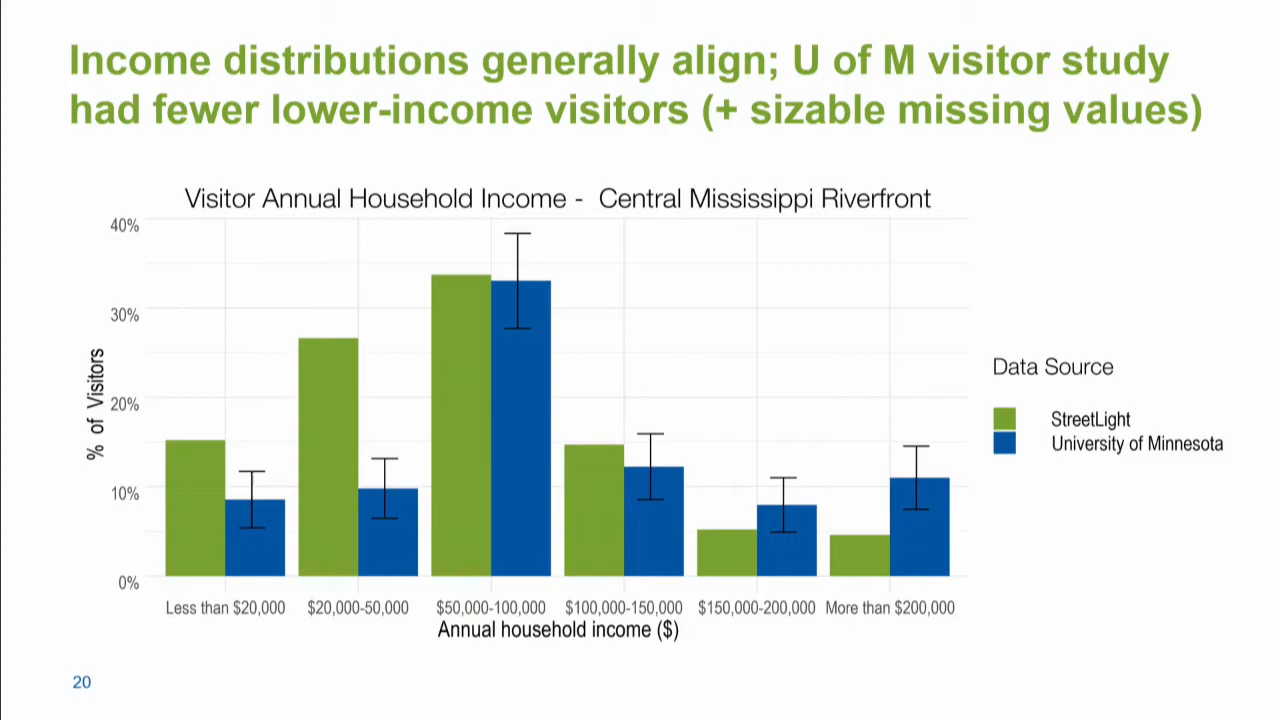 Income distributions generally align; U of M visitor study
had fewer lower-income visitors (+ sizable missing values)
Visitor Annual Household Income - Central Mississippi Riverfront
40%
30%
20%
10%
0%
% of Visitors
Less than $20,000 $20,000-50,000 $50,000-100,000 $100,000-150,000 $150,000-200,000 More than $200,000
Annual household income ($)
Data Source
StreetLight
University of Minnesota
20